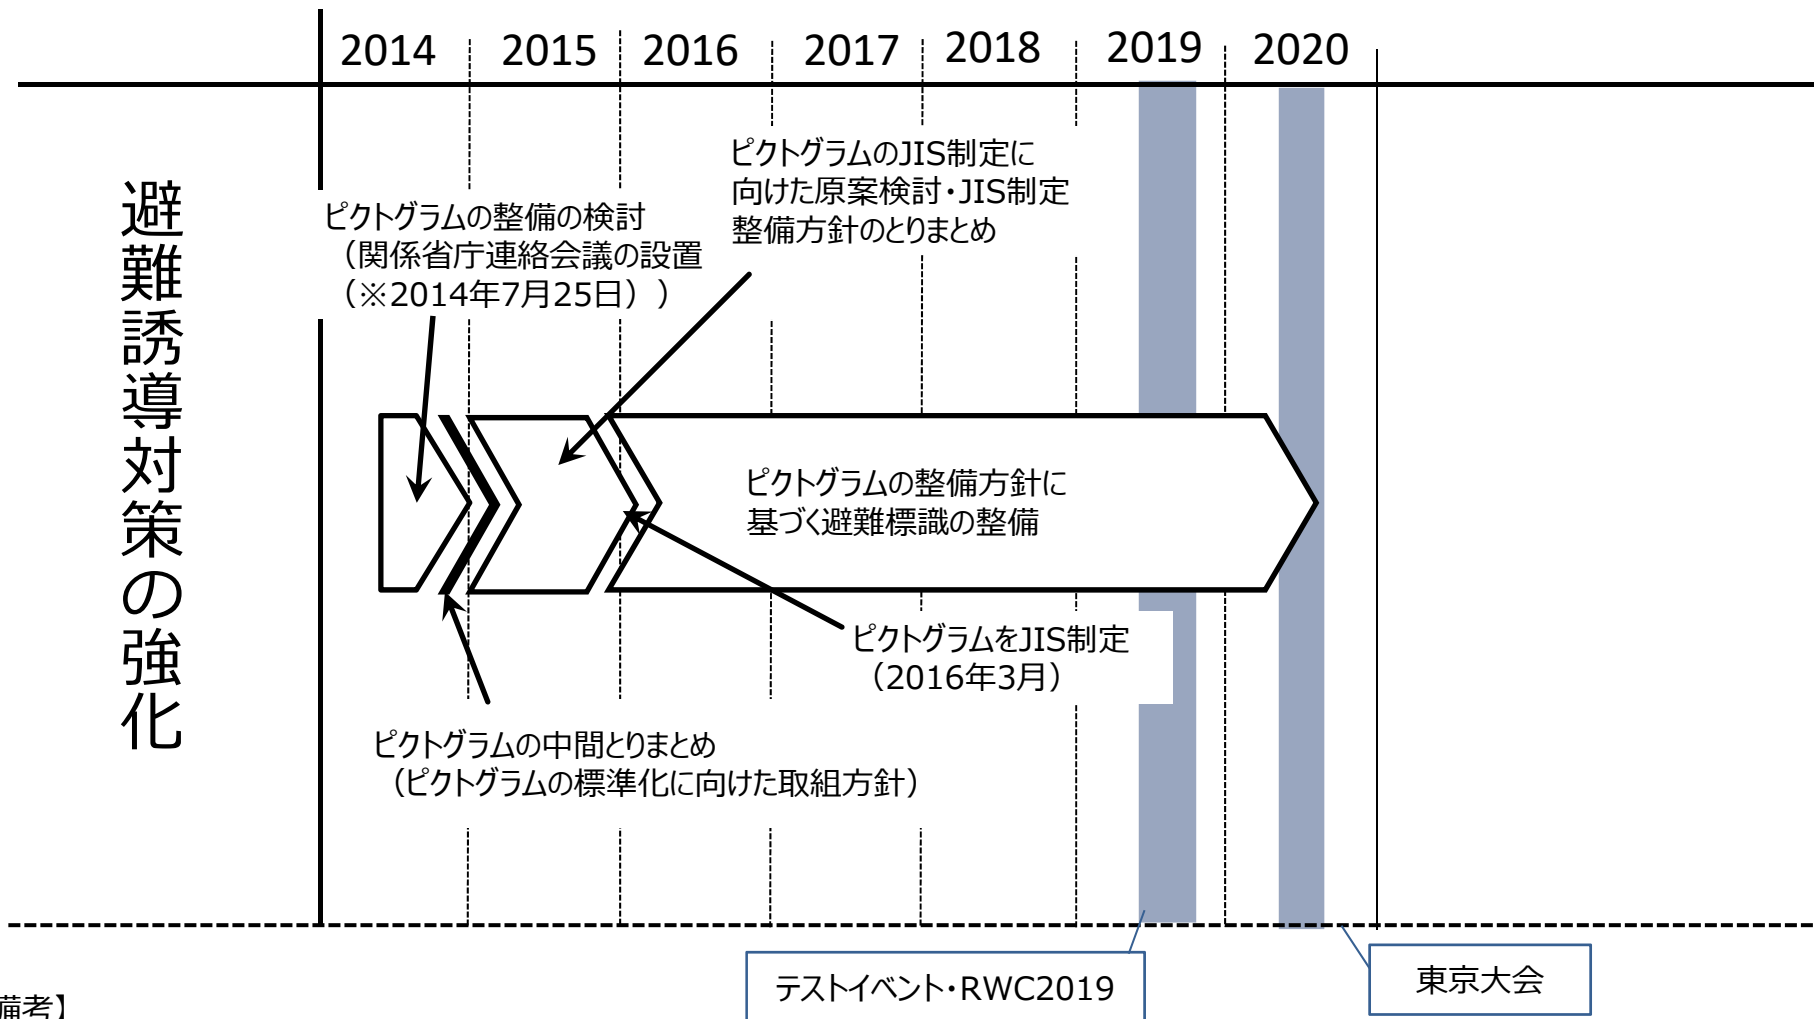 2014 2015 2016 2017 2018 2019 2020
避難誘導対策の強化
ピクトグラムのJIS制定に
向けた原案検討・JIS制定
整備方針のとりまとめ
ピクトグラムの整備の検討
（関係省庁連絡会議の設置
（※2014年7月25日））
ピクトグラムの整備方針に
基づく避難標識の整備
ピクトグラムをJIS制定
（2016年3月）
ピクトグラムの中間とりまとめ
（ピクトグラムの標準化に向けた取組方針）
テストイベント・RWC2019
東京大会
備考】